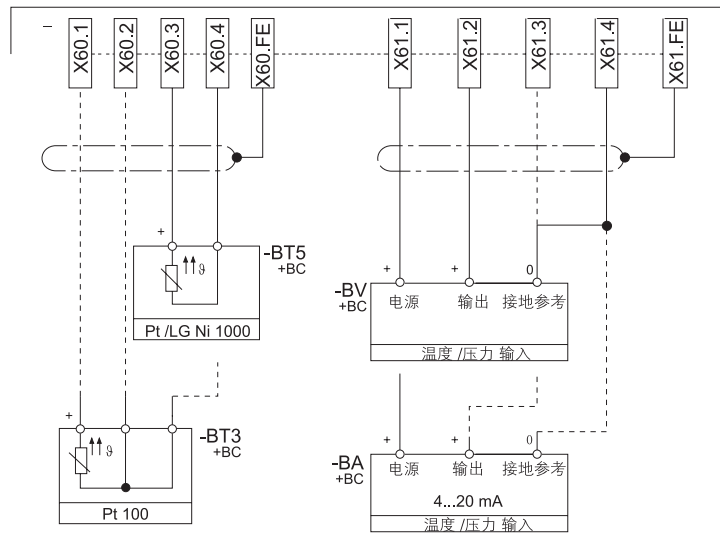 X60.1
X60.2
X60.3
X60.4
X60.FE
X61.1
X61.2
X61.3
X61.4
X61.FE
+
ϑ
-BT5
+BC
Pt /LG Ni 1000
+
+
0
-BV
+BC
电源
输出
接地参考
温度 /压力 输入
+
ϑ
-BT3
+BC
Pt 100
+
+
0
-BA
+BC
电源
输出
接地参考
4...20 mA
温度 /压力 输入